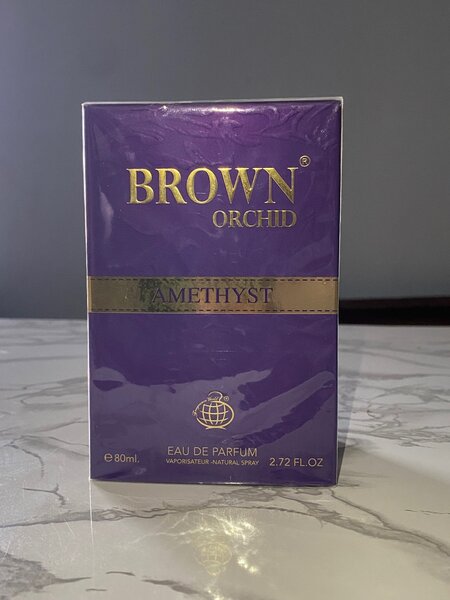 BROWN®
ORCHID
AMETHYST
EAU DE PARFUM
VAPORISATEUR -NATURAL SPRAY
℮ 80ml.
2.72 FL.OZ